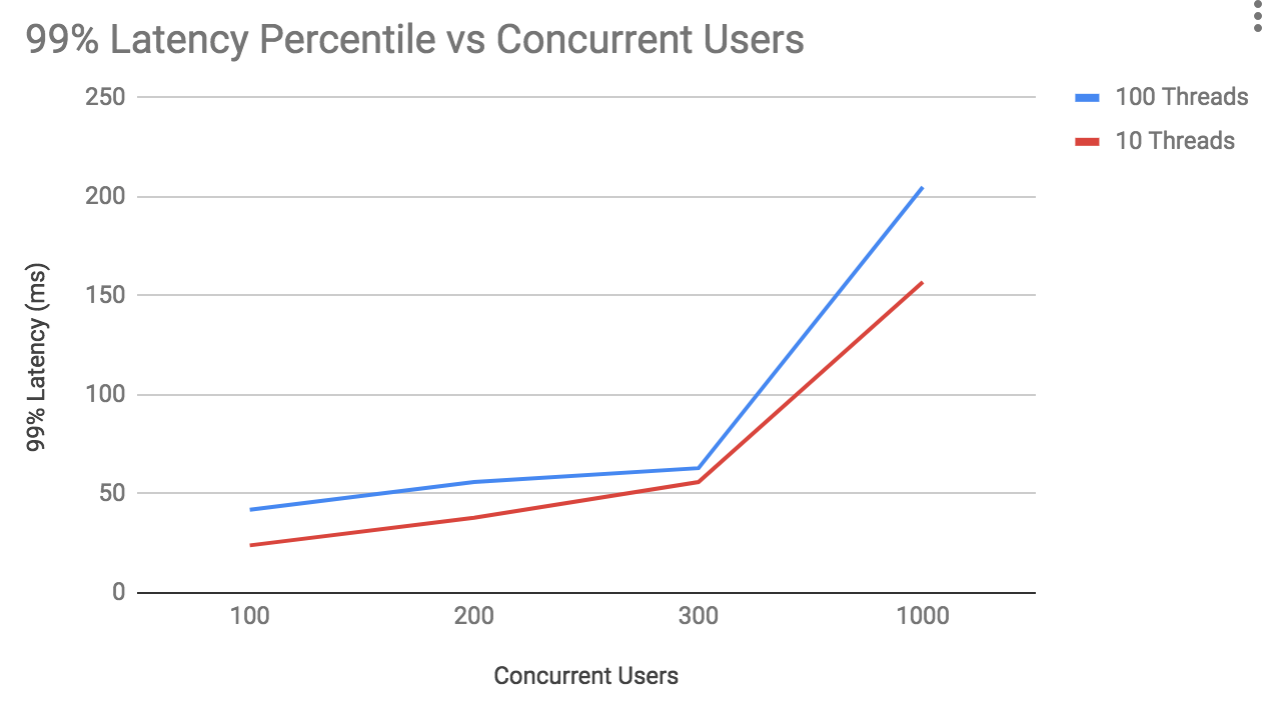 99% Latency Percentile vs Concurrent Users
250
200
150
100
50
0
99% Latency (ms)
100 200 300 1000
Concurrent Users
100 Threads
10 Threads